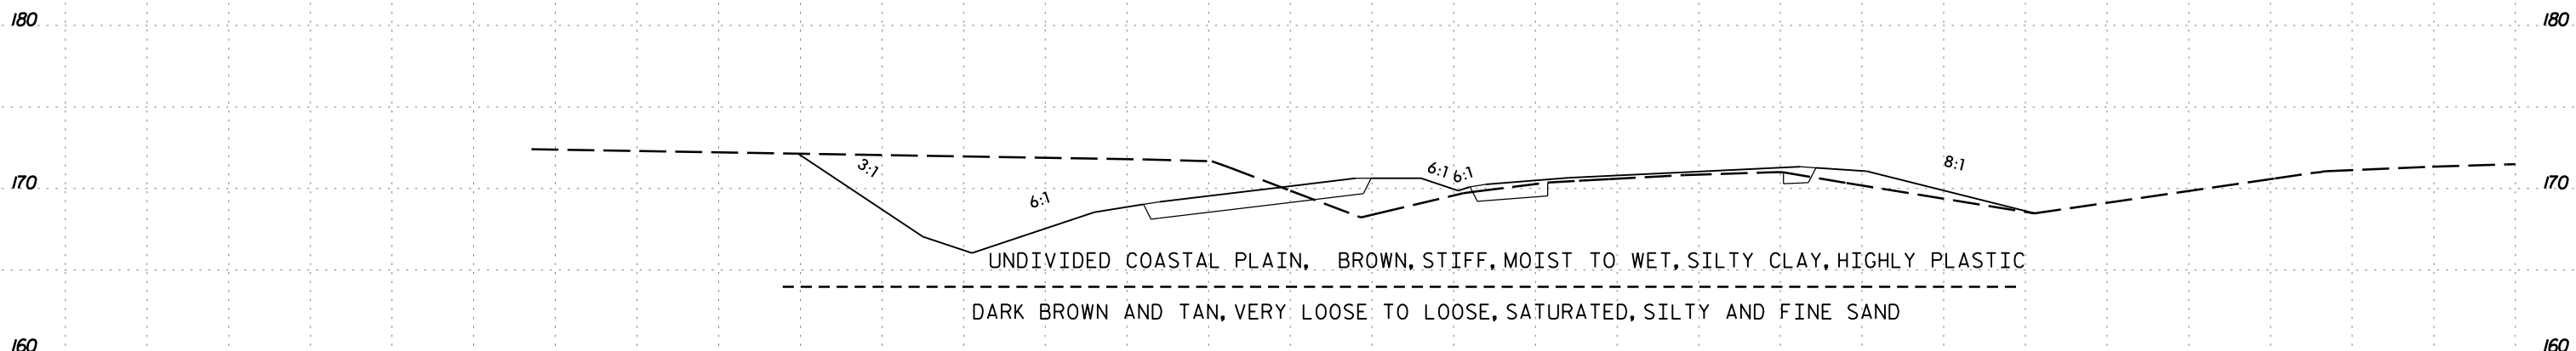 180 180
3:1 6:1 6:1 8:1
170 6:1 170
UNDIVIDED COASTAL PLAIN, BROWN, STIFF, MOIST TO WET, SILTY CLAY, HIGHLY PLASTIC
DARK BROWN AND TAN, VERY LOOSE TO LOOSE, SATURATED, SILTY AND FINE SAND
160 160